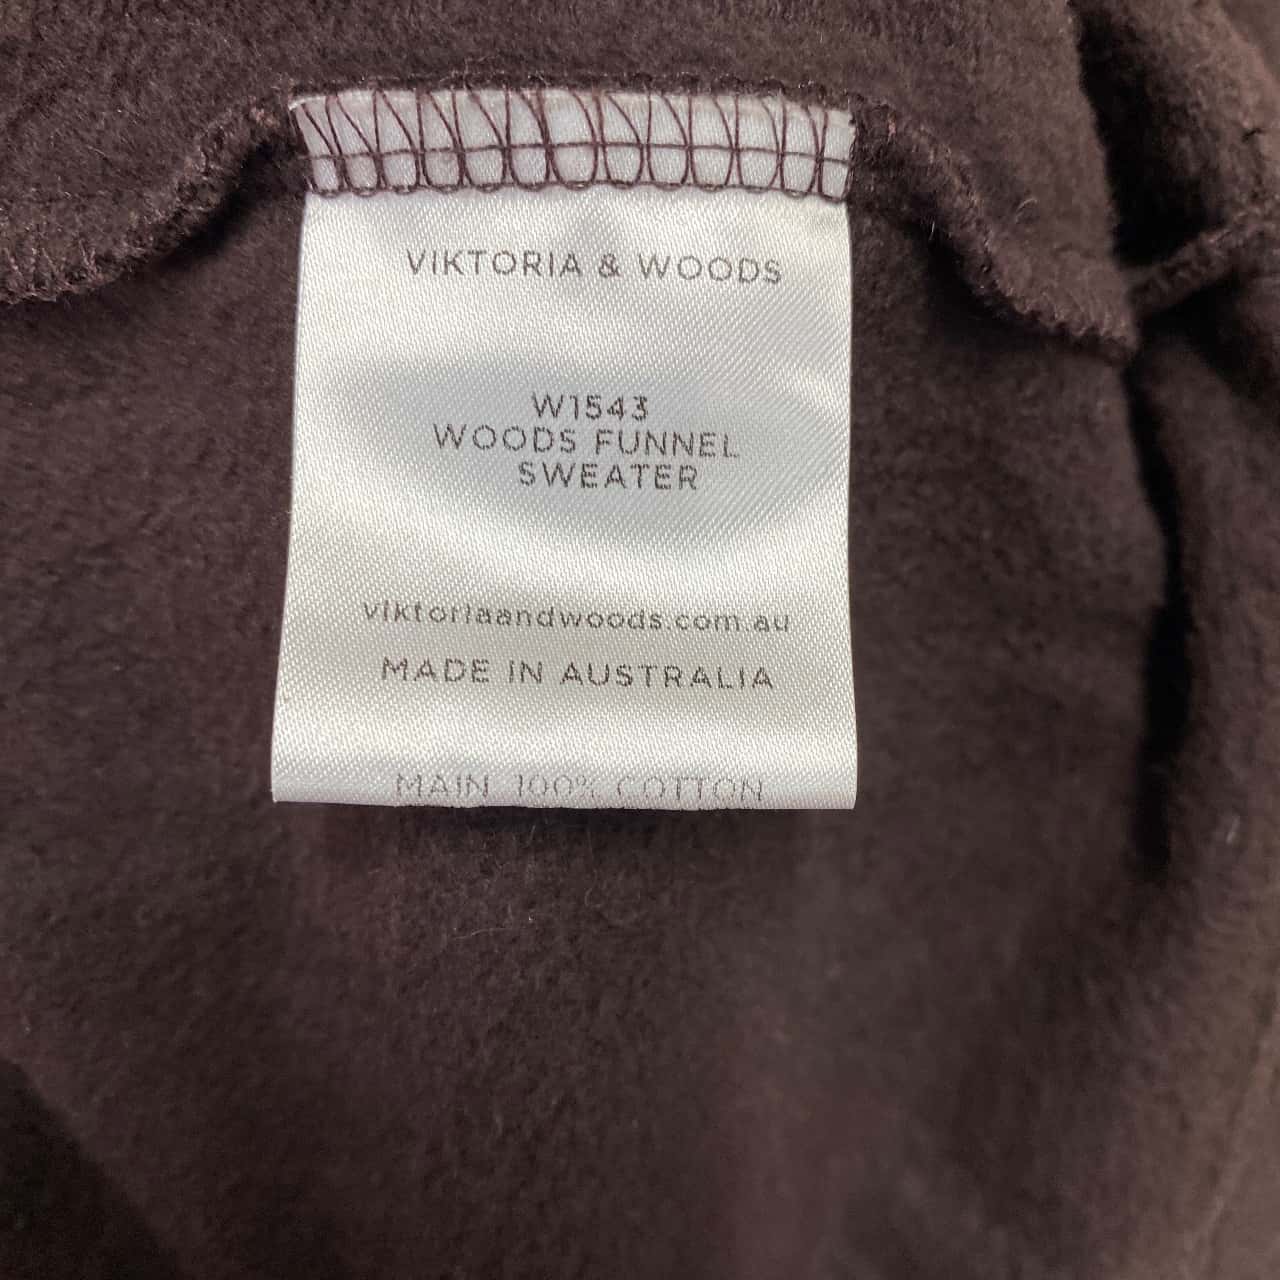 VIKTORIA & WOODS
W1543
WOODS FUNNEL
SWEATER
viktoriaandwoods.com.au
MADE IN AUSTRALIA
MAIN 100% COTTON